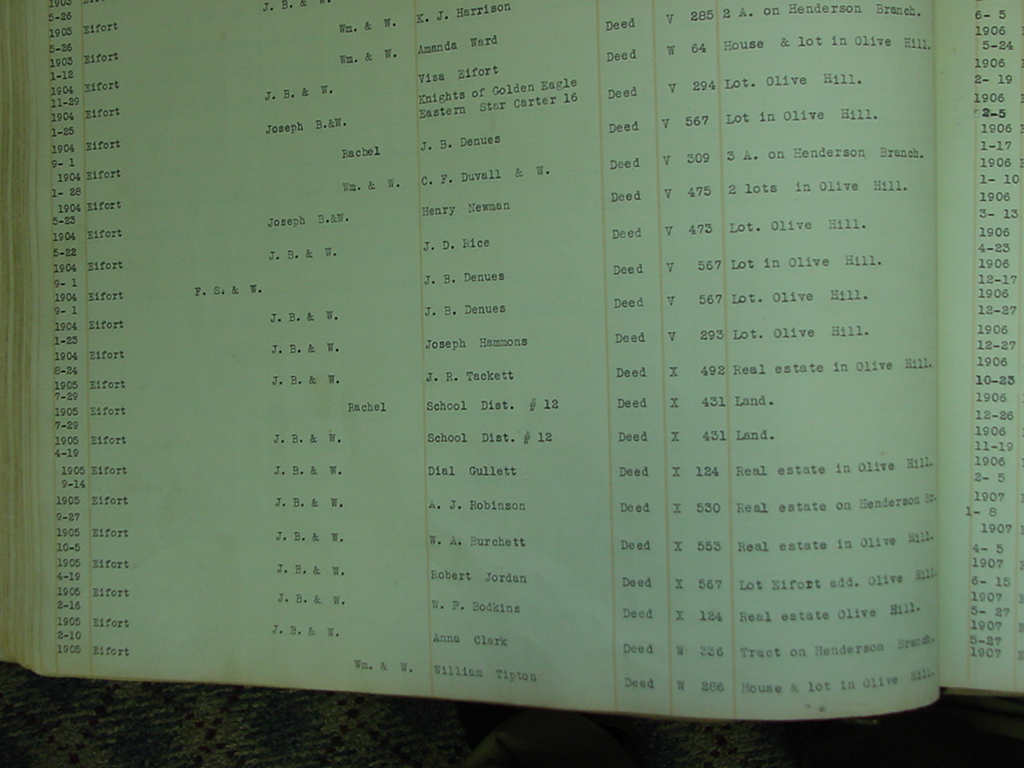 1903 J. B. & W.
5-26
1903 Eifort Wm. & W. K. J. Harrison Deed V 285 2 A. on Henderson Branch.
5-26
1903 Eifort Wm. & W. Amanda Ward Deed W 64 House & lot in Olive Hill.
1-12 Visa Eifort
1904 Eifort J. B. & W. Knights of Golden Eagle Deed V 294 Lot. Olive Hill.
11-29 Eastern Star Carter 16
1904 Eifort Joseph B.&W. Deed V 567 Lot in Olive Hill.
1-25
1904 Eifort Rachel J. B. Denues Deed V 309 3 A. on Henderson Branch.
9- 1
1904 Eifort Wm. & W. C. F. Duvall & W. Deed V 475 2 lots in Olive Hill.
1- 28
1904 Eifort Joseph B.&W. Henry Newman Deed V 473 Lot. Olive Hill.
5-23
1904 Eifort J. B. & W. J. D. Rice Deed V 567 Lot in Olive Hill.
5-22
1904 Eifort F. S. & W. J. B. Denues Deed V 567 Lot. Olive Hill.
9- 1
1904 Eifort J. B. & W. J. B. Denues Deed V 293 Lot. Olive Hill.
9- 1
1904 Eifort J. B. & W. Joseph Hammons Deed X 492 Real estate in Olive Hill.
1-23
1904 Eifort J. B. & W. J. R. Tackett
8-24
1905 Eifort Rachel School Dist. # 12 Deed X 431 Land.
7-29
1905 Eifort J. B. & W. School Dist. # 12 Deed X 431 Land.
7-29
1905 Eifort J. B. & W. Dial Gullett Deed X 124 Real estate in Olive Hill.
4-19
1905 Eifort J. B. & W. A. J. Robinson Deed X 530 Real estate on Henderson Br.
9-14
1905 Eifort J. B. & W. W. A. Burchett Deed X 553 Real estate in Olive Hill.
9-27
1905 Eifort J. B. & W. Robert Jordan Deed X 567 Lot Eifort add. Olive Hill.
10-5
1905 Eifort J. B. & W. W. P. Bodkins Deed X 124 Real estate Olive Hill.
4-19
1905 Eifort J. B. & W. Anna Clark Deed W 336 Tract on Henderson Branch.
2-16
1905 Eifort Wm. & W. William Tipton Deed W 266 House & lot in Olive Hill.
2-10
1905 Eifort
6- 5
1906
5-24
1906
2- 19
1906
2-5
1906
1-17
1906
1- 10
1906
3- 13
1906
4-23
1906
12-17
1906
12-27
1906
12-27
1906
10-23
1906
12-26
1906
11-19
1906
2- 5
1907
1- 8
1907
4- 5
1907
6- 15
1907
5- 27
1907
5-27
1907